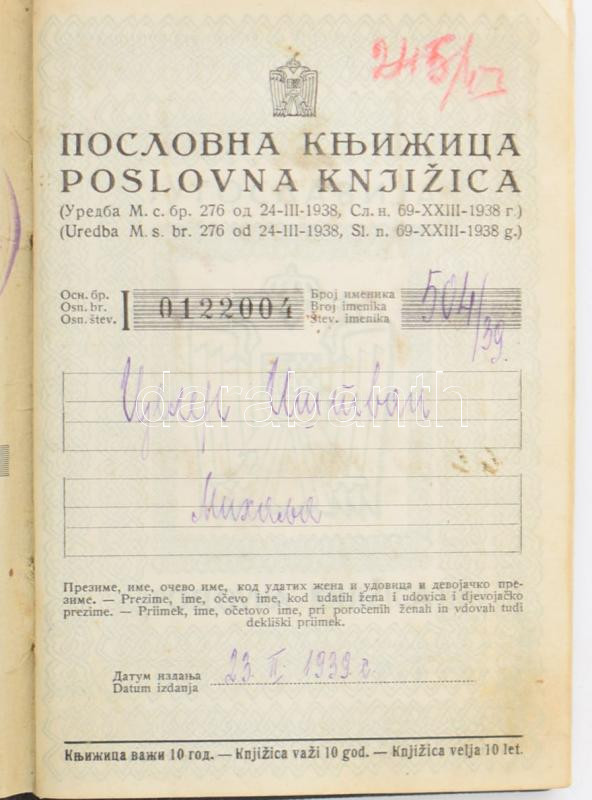 245/
ПОСЛОВНА КЊИЖИЦА
POSLOVNA KNJIŽICA
(Уредба М. с. бр. 276 од 24-III-1938, Сл. н. 69-XXIII-1938 г.)
(Uredba M. s. br. 276 od 24-III-1938, Sl. n. 69-XXIII-1938 g.)
Осн. бр.
Osn. br.
Osn. štev.
I 0122004
Број именика
Broj imenika
Štev. imenika
504/39.
Иштван
Михаља
darabanth
Презиме, име, очево име, код удатих жена и удовица и девојачко пре-
зиме. — Prezime, ime, očevo ime, kod udatih žena i udovica i djevojačko
prezime. — Priimek, ime, očetovo ime, pri poročenih ženah in vdovah tudi
dekliški priimek.
Датум издања
Datum izdanja
23. II. 1939 г.
Књижица важи 10 год. — Knjižica važi 10 god. — Knjižica velja 10 let.